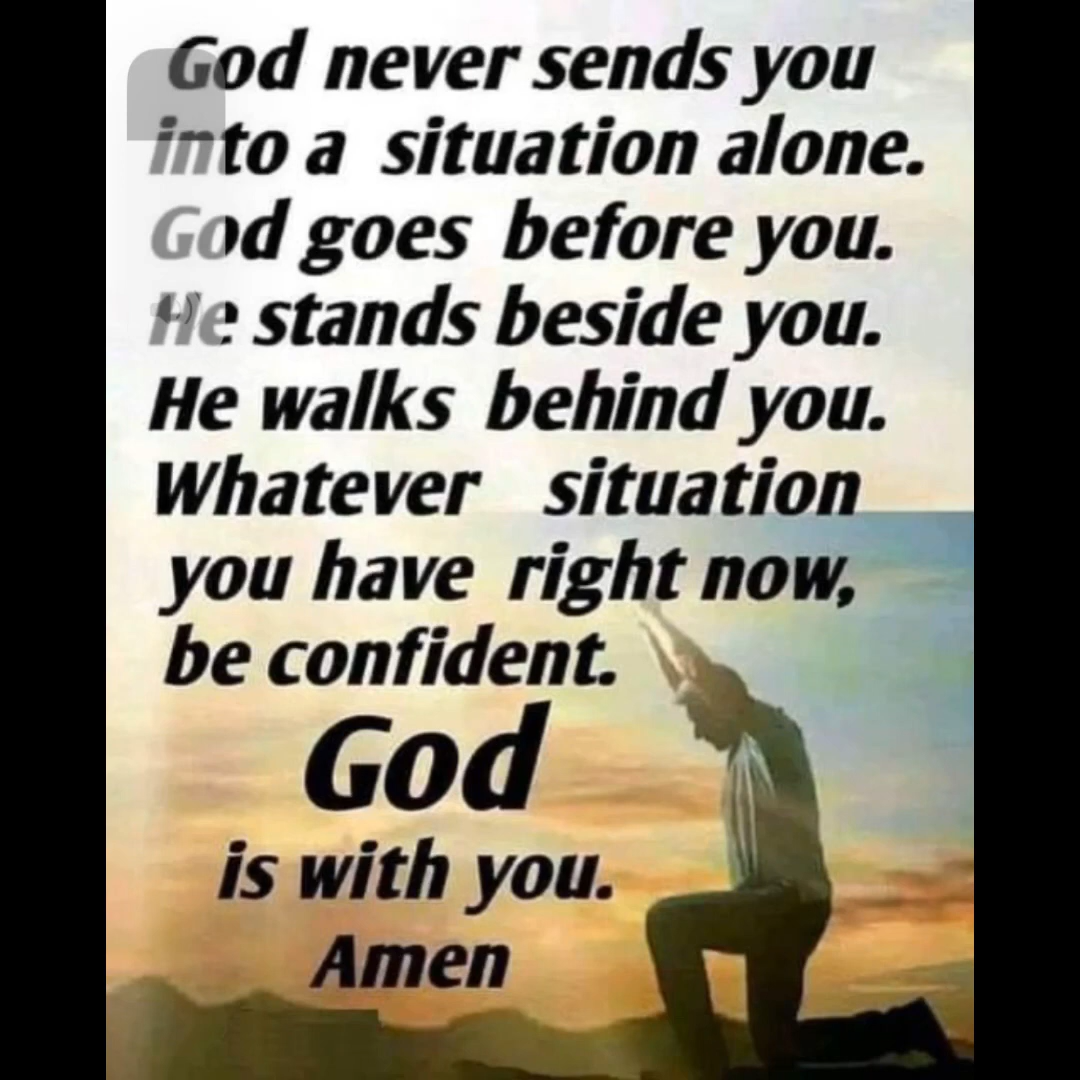 God never sends you
into a situation alone.
God goes before you.
He stands beside you.
He walks behind you.
Whatever situation
you have right now,
be confident.
God
is with you.
Amen